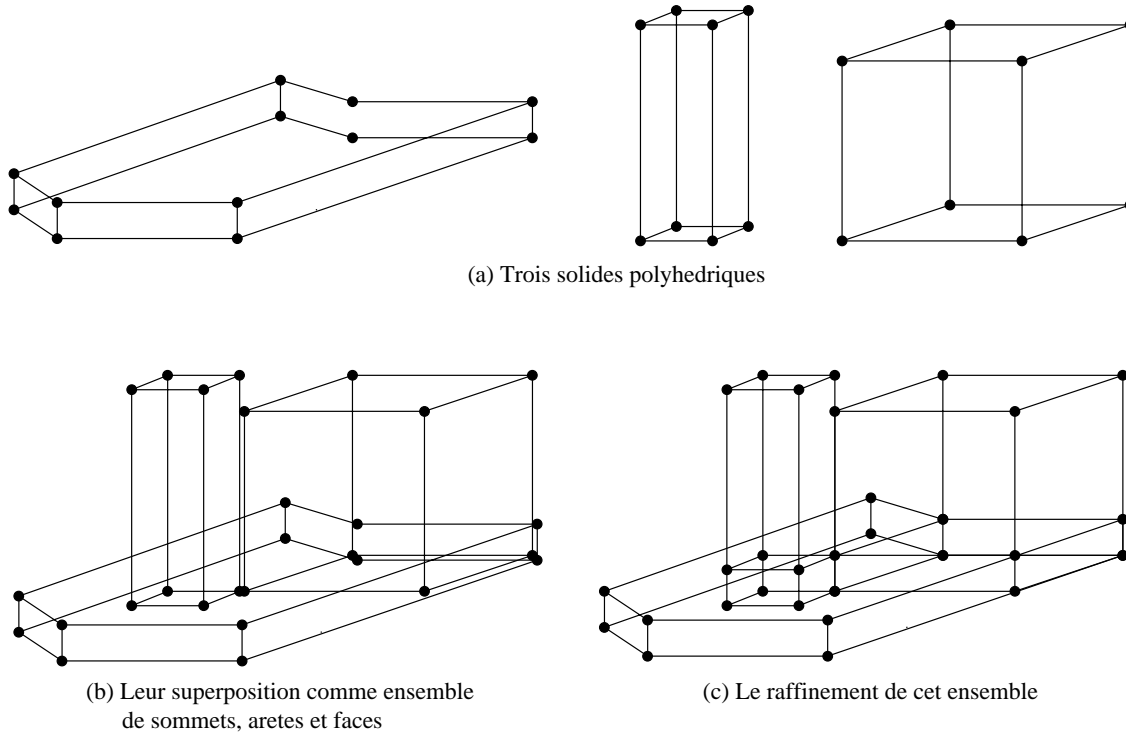 (a) Trois solides polyhedriques
(b) Leur superposition comme ensemble
de sommets, aretes et faces
(c) Le raffinement de cet ensemble